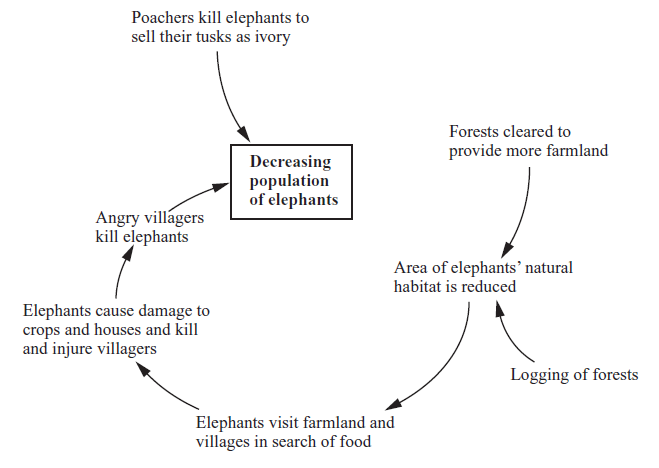 Poachers kill elephants to
sell their tusks as ivory
Forests cleared to
provide more farmland
Decreasing
population
of elephants
Angry villagers
kill elephants
Area of elephants’ natural
habitat is reduced
Elephants cause damage to
crops and houses and kill
and injure villagers
Logging of forests
Elephants visit farmland and
villages in search of food